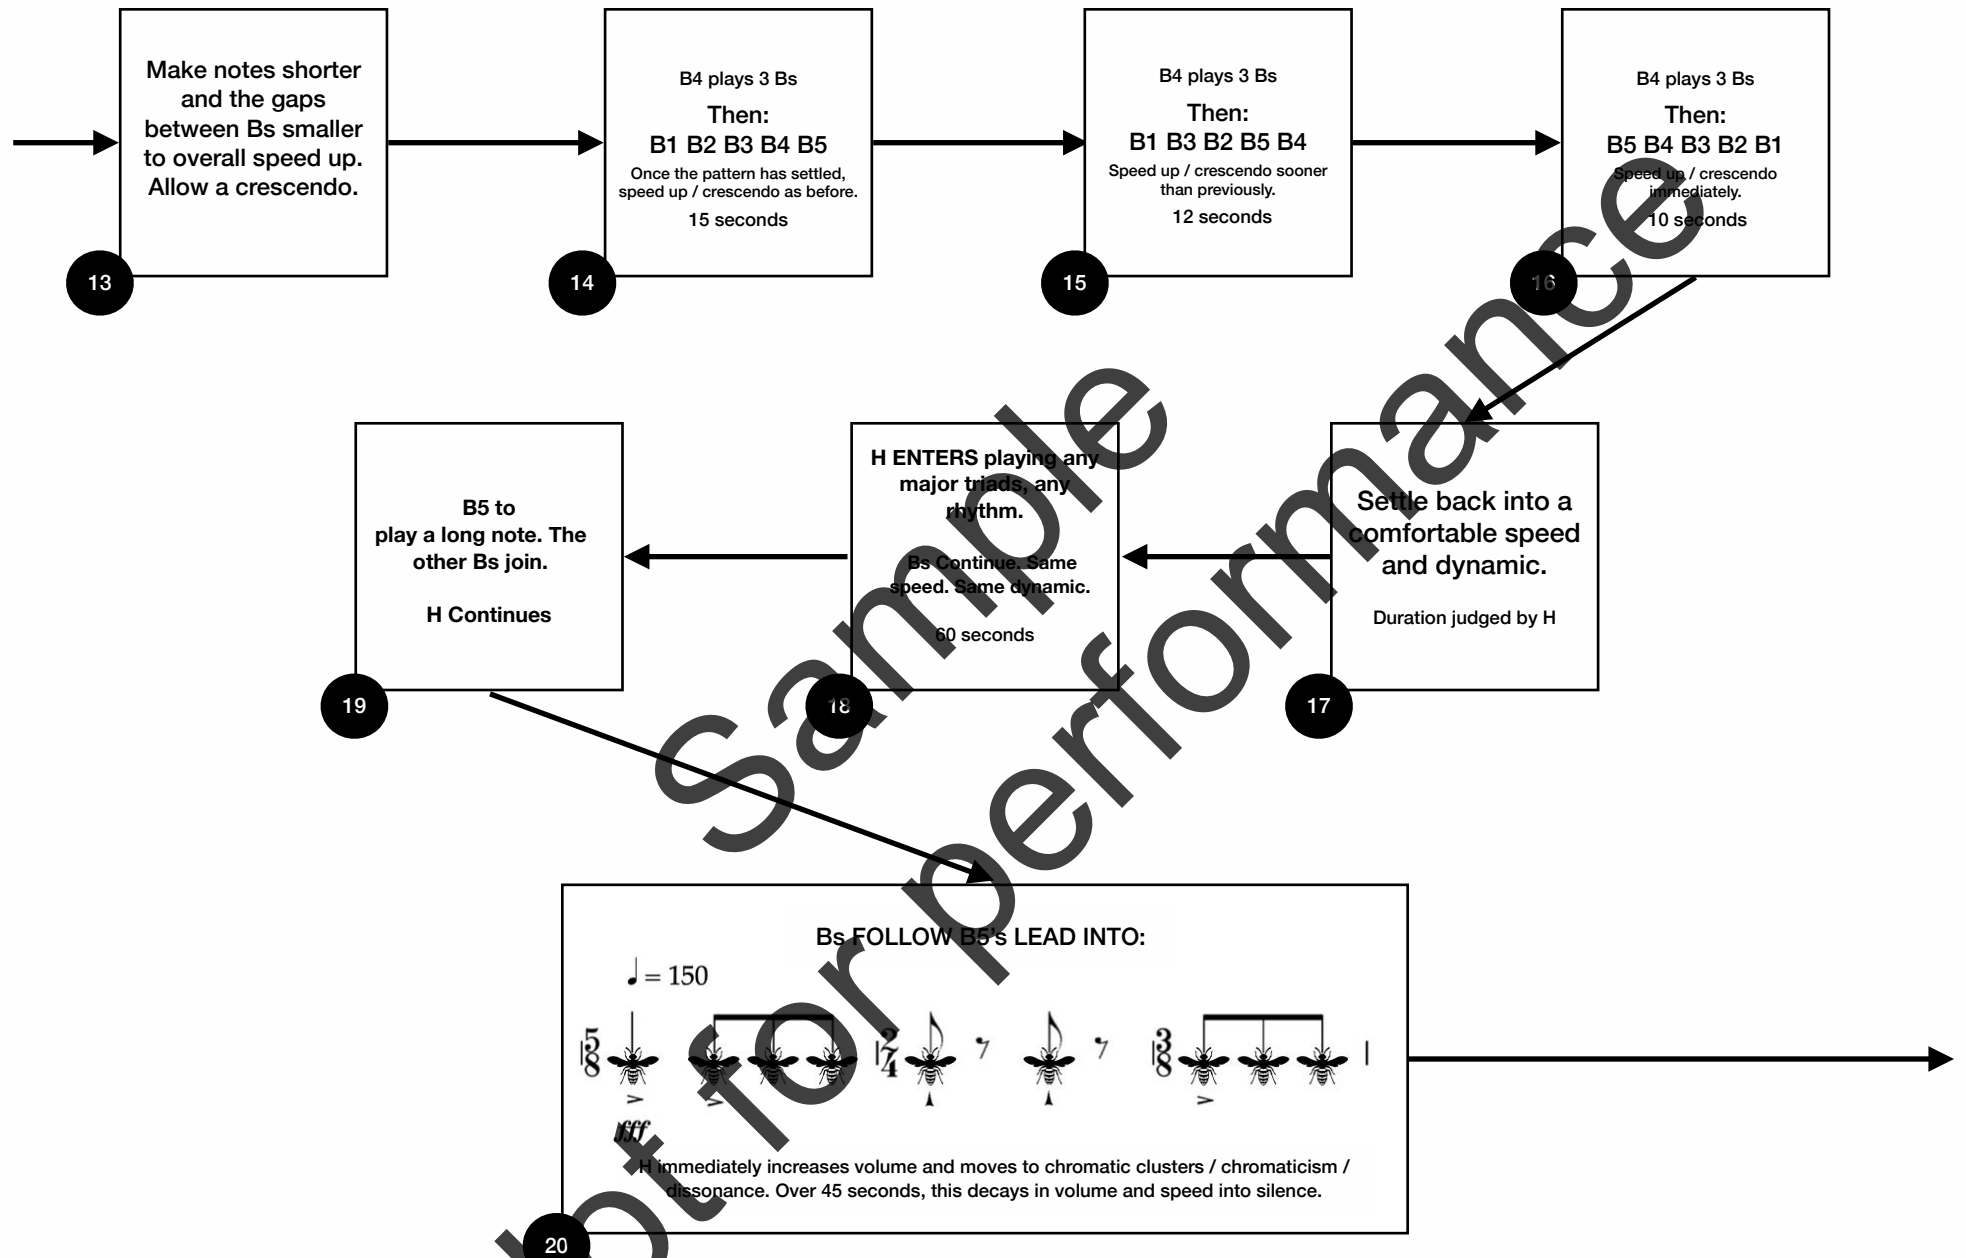 Make notes shorter
and the gaps
between Bs smaller
to overall speed up.
Allow a crescendo.
13
B4 plays 3 Bs
Then:
B1 B2 B3 B4 B5
Once the pattern has settled,
speed up / crescendo as before.
15 seconds
14
B4 plays 3 Bs
Then:
B1 B3 B2 B5 B4
Speed up / crescendo sooner
than previously.
12 seconds
15
B4 plays 3 Bs
Then:
B5 B4 B3 B2 B1
Speed up / crescendo
immediately.
10 seconds
16
Settle back into a
comfortable speed
and dynamic.
Duration judged by H
17
H ENTERS playing any
major triads, any
rhythm.
Bs Continue. Same
speed. Same dynamic.
60 seconds
18
B5 to
play a long note. The
other Bs join.
H Continues
19
Bs FOLLOW B5's LEAD INTO:
♩ = 150
5
8
2
4
3
8
fff
H immediately increases volume and moves to chromatic clusters / chromaticism /
dissonance. Over 45 seconds, this decays in volume and speed into silence.
20
Sample
for performance